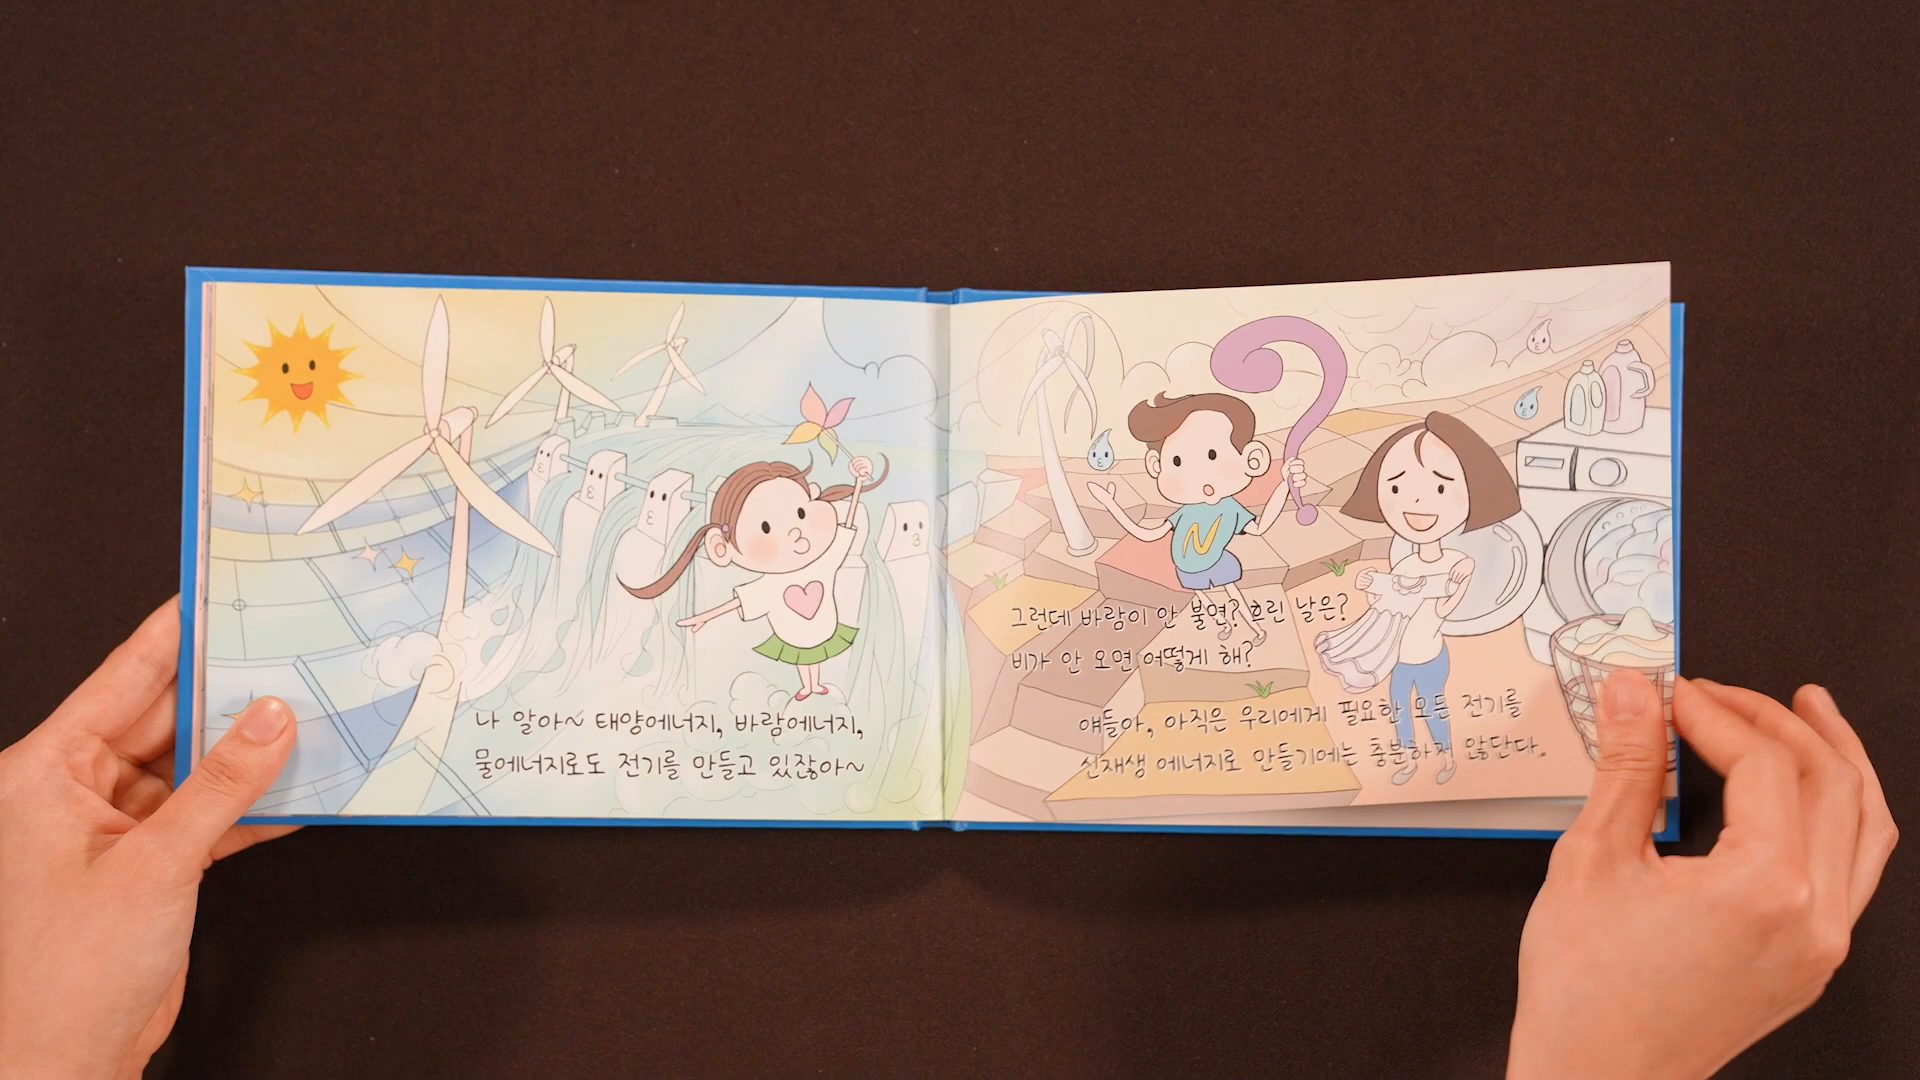 나 알아~ 태양에너지, 바람에너지,
물에너지로도 전기를 만들고 있잖아~
그런데 바람이 안 불면? 흐린 날은?
비가 안 오면 어떻게 해?
얘들아, 아직은 우리에게 필요한 모든 전기를
신재생 에너지로 만들기에는 충분하지 않단다.